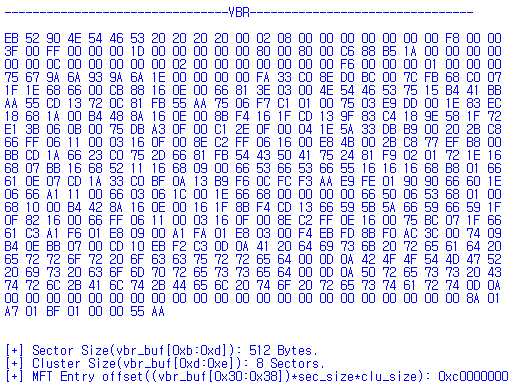 --------------------------------VBR--------------------------------
EB 52 90 4E 54 46 53 20 20 20 20 00 02 08 00 00 00 00 00 00 00 F8 00 00
3F 00 FF 00 00 00 1D 00 00 00 00 00 80 00 80 00 C6 88 B5 1A 00 00 00 00
00 00 0C 00 00 00 00 00 02 00 00 00 00 00 00 00 F6 00 00 00 01 00 00 00
75 67 9A 6A 93 9A 6A 1E 00 00 00 00 FA 33 C0 8E D0 BC 00 7C FB 68 C0 07
1F 1E 68 66 00 CB 88 16 0E 00 66 81 3E 03 00 4E 54 46 53 75 15 B4 41 BB
AA 55 CD 13 72 0C 81 FB 55 AA 75 06 F7 C1 01 00 75 03 E9 DD 00 1E 83 EC
18 68 1A 00 B4 48 8A 16 0E 00 8B F4 16 1F CD 13 9F 83 C4 18 9E 58 1F 72
E1 3B 06 0B 00 75 DB A3 0F 00 C1 2E 0F 00 04 1E 5A 33 DB B9 00 20 2B C8
66 FF 06 11 00 03 16 0F 00 8E C2 FF 06 16 00 E8 4B 00 2B C8 77 EF B8 00
BB CD 1A 66 23 C0 75 2D 66 81 FB 54 43 50 41 75 24 81 F9 02 01 72 1E 16
68 07 BB 16 68 52 11 16 68 09 00 66 53 66 53 66 55 16 16 16 68 B8 01 66
61 0E 07 CD 1A 33 C0 BF 0A 13 B9 F6 0C FC F3 AA E9 FE 01 90 90 66 60 1E
06 66 A1 11 00 66 03 06 1C 00 1E 66 68 00 00 00 00 66 50 06 53 68 01 00
68 10 00 B4 42 8A 16 0E 00 16 1F 8B F4 CD 13 66 59 5B 5A 66 59 66 59 1F
0F 82 16 00 66 FF 06 11 00 03 16 0F 00 8E C2 FF 0E 16 00 75 BC 07 1F 66
61 C3 A1 F6 01 E8 09 00 A1 FA 01 E8 03 00 F4 EB FD 8B F0 AC 3C 00 74 09
B4 0E BB 07 00 CD 10 EB F2 C3 0D 0A 41 20 64 69 73 6B 20 72 65 61 64 20
65 72 72 6F 72 20 6F 63 63 75 72 72 65 64 00 0D 0A 42 4F 4F 54 4D 47 52
20 69 73 20 63 6F 6D 70 72 65 73 73 65 64 00 0D 0A 50 72 65 73 73 20 43
74 72 6C 2B 41 6C 74 2B 44 65 6C 20 74 6F 20 72 65 73 74 61 72 74 0D 0A
00 00 00 00 00 00 00 00 00 00 00 00 00 00 00 00 00 00 00 00 00 00 8A 01
A7 01 BF 01 00 00 55 AA
[+] Sector Size(vbr_buf[0xb:0xd]): 512 Bytes.
[+] Cluster Size(vbr_buf[0xd:0xe]): 8 Sectors.
[+] MFT Entry offset((vbr_buf[0x30:0x38])*sec_size*clu_size): 0xc0000000